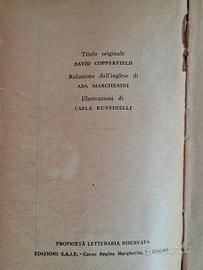 Titolo originale
DAVID COPPERFIELD
Riduzione dall'inglese di
ADA MARCHESINI
Illustrazioni di
CARLA RUFFINELLI
PROPRIETÀ LETTERARIA RISERVATA
EDIZIONI S.A.I.E. - Corso Regina Margherita,